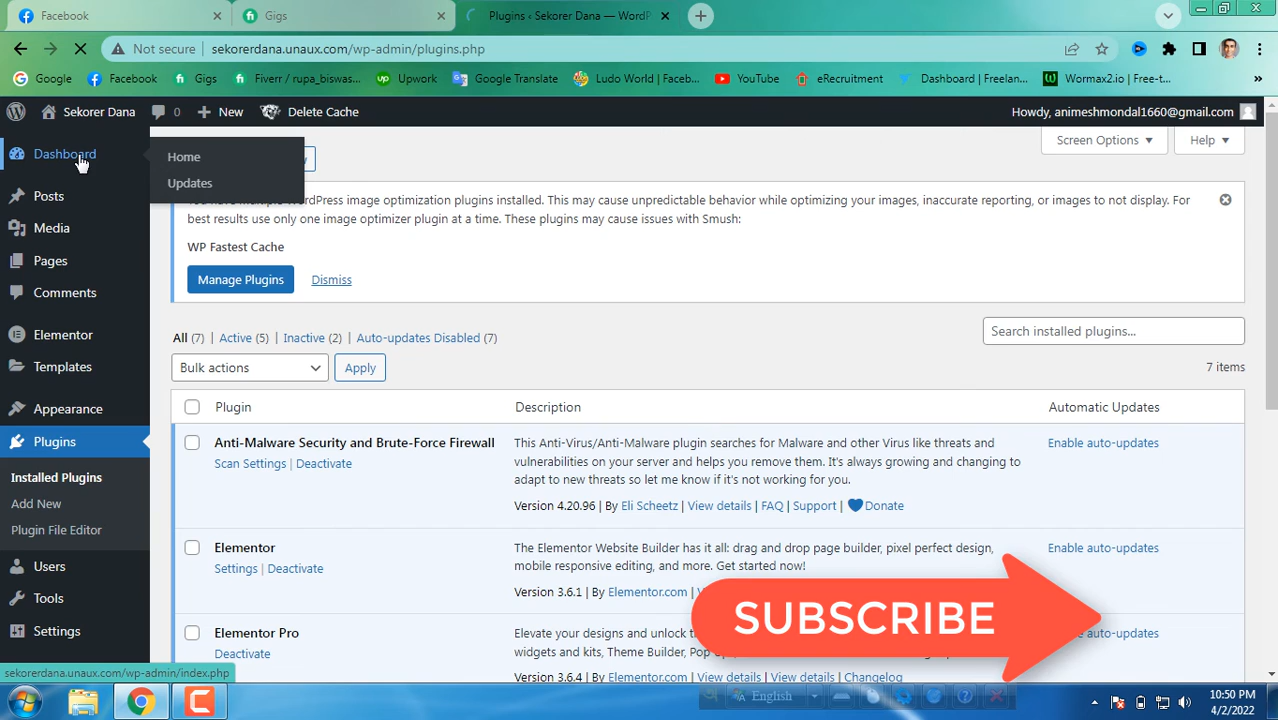 Facebook
Gigs
Plugins ‹ Sekorer Dana — WordP
Not secure
sekorerdana.unaux.com/wp-admin/plugins.php
Google
Facebook
Gigs
Fiverr / rupa_biswas...
Upwork
Google Translate
Ludo World | Faceb...
YouTube
eRecruitment
Dashboard | Freelan...
Wormax2.io | Free-t...
»
Sekorer Dana
0
New
Delete Cache
Howdy, animeshmondal1660@gmail.com
Dashboard
Home
Updates
Screen Options
Help
Posts
Media
Pages
Comments
Elementor
Templates
Appearance
Plugins
Installed Plugins
Add New
Plugin File Editor
Users
Tools
Settings
WordPress image optimization plugins installed. This may cause unpredictable behavior while optimizing your images, inaccurate reporting, or images to not display. For
best results use only one image optimizer plugin at a time. These plugins may cause issues with Smush:
WP Fastest Cache
Manage Plugins
Dismiss
All (7) | Active (5) | Inactive (2) | Auto-updates Disabled (7)
Search installed plugins...
Bulk actions
Apply
7 items
Plugin
Description
Automatic Updates
Anti-Malware Security and Brute-Force Firewall
Scan Settings | Deactivate
This Anti-Virus/Anti-Malware plugin searches for Malware and other Virus like threats and
vulnerabilities on your server and helps you remove them. It's always growing and changing to
adapt to new threats so let me know if it's not working for you.
Version 4.20.96 | By Eli Scheetz | View details | FAQ | Support | Donate
Enable auto-updates
Elementor
Settings | Deactivate
The Elementor Website Builder has it all: drag and drop page builder, pixel perfect design,
mobile responsive editing, and more. Get started now!
Version 3.6.1 | By Elementor.com |
Enable auto-updates
SUBSCRIBE
Elementor Pro
Deactivate
Elevate your designs and unlock
widgets and kits, Theme Builder,
Version 3.6.4 | By Elementor.com | View details | Changelog
auto-updates
sekorerdana.unaux.com/wp-admin/index.php
English
10:50 PM
4/2/2022